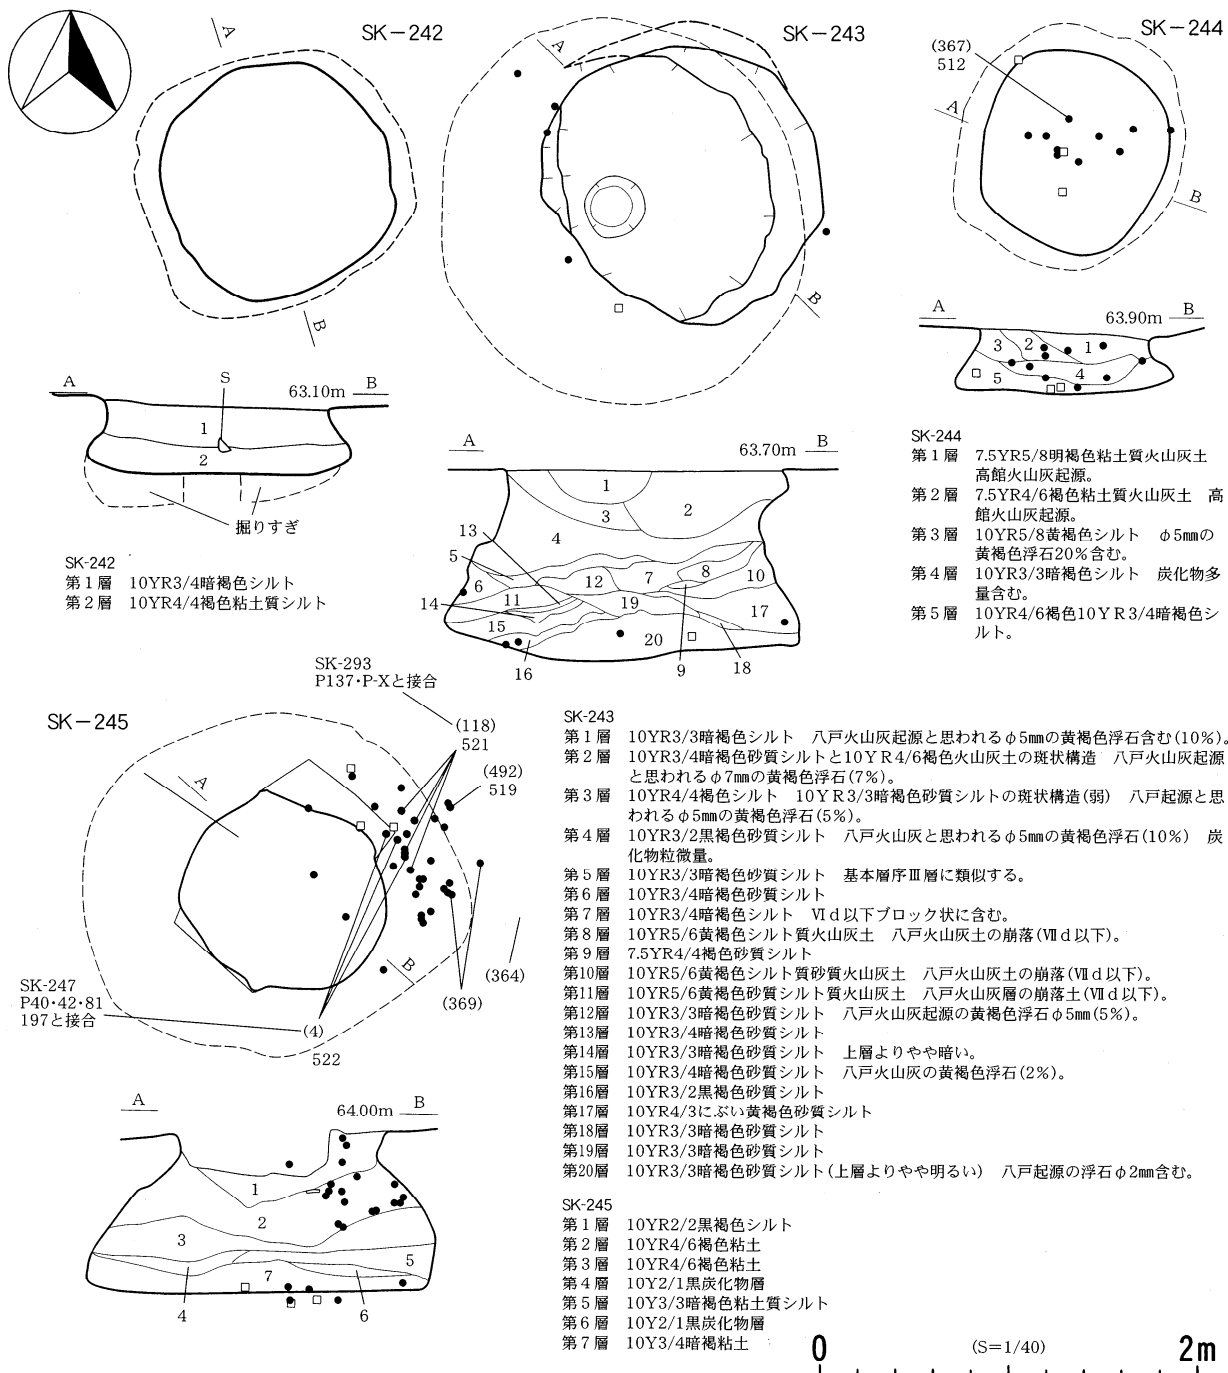 SK－242
A
B
A
S
63.10m
B
1
2
掘りすぎ
SK-242
第1層 10YR3/4暗褐色シルト
第2層 10YR4/4褐色粘土質シルト
SK－243
A
B
A
63.70m
B
1
2
3
4
13
5
6
12
7
8
10
11
14
19
17
15
20
16
9
18
SK－244
(367)
512
A
B
A
63.90m
B
3
2
1
5
4
SK-244
第1層 7.5YR5/8明褐色粘土質火山灰土
高館火山灰起源。
第2層 7.5YR4/6褐色粘土質火山灰土 高
館火山灰起源。
第3層 10YR5/8黄褐色シルト φ5㎜の
黄褐色浮石20％含む。
第4層 10YR3/3暗褐色シルト 炭化物多
量含む。
第5層 10YR4/6褐色10ＹＲ3/4暗褐色シ
ルト。
SK－245
SK-293
P137・P-Xと接合
(118)
521
(492)
519
A
B
(364)
(369)
SK-247
P40・42・81
197と接合
(4)
522
A
64.00m
B
1
2
3
5
7
4
6
SK-243
第1層 10YR3/3暗褐色シルト 八戸火山灰起源と思われるφ5㎜の黄褐色浮石含む(10％)。
第2層 10YR3/4暗褐色砂質シルトと10ＹＲ4/6褐色火山灰土の斑状構造 八戸火山灰起源
と思われるφ7㎜の黄褐色浮石(7％)。
第3層 10YR4/4褐色シルト 10ＹＲ3/3暗褐色砂質シルトの斑状構造(弱) 八戸起源と思
われるφ5㎜の黄褐色浮石(5％)。
第4層 10YR3/2黒褐色砂質シルト 八戸火山灰と思われるφ5㎜の黄褐色浮石(10％) 炭
化物粒微量。
第5層 10YR3/3暗褐色砂質シルト 基本層序Ⅲ層に類似する。
第6層 10YR3/4暗褐色砂質シルト
第7層 10YR3/4暗褐色シルト Ⅵｄ以下ブロック状に含む。
第8層 10YR5/6黄褐色シルト質火山灰土 八戸火山灰土の崩落(Ⅶｄ以下)。
第9層 7.5YR4/4褐色砂質シルト
第10層 10YR5/6黄褐色シルト質砂質火山灰土 八戸火山灰土の崩落(Ⅶｄ以下)。
第11層 10YR5/6黄褐色砂質シルト質火山灰土 八戸火山灰層の崩落土(Ⅶｄ以下)。
第12層 10YR3/3暗褐色砂質シルト 八戸火山灰起源の黄褐色浮石φ5㎜(5％)。
第13層 10YR3/4暗褐色砂質シルト
第14層 10YR3/3暗褐色砂質シルト 上層よりやや暗い。
第15層 10YR3/4暗褐色砂質シルト 八戸火山灰の黄褐色浮石(2％)。
第16層 10YR3/2黒褐色砂質シルト
第17層 10YR4/3にぶい黄褐色砂質シルト
第18層 10YR3/3暗褐色砂質シルト
第19層 10YR3/3暗褐色砂質シルト
第20層 10YR3/3暗褐色砂質シルト(上層よりやや明るい) 八戸起源の浮石φ2㎜含む。
SK-245
第1層 10YR2/2黒褐色シルト
第2層 10YR4/6褐色粘土
第3層 10YR4/6褐色粘土
第4層 10Y2/1黒炭化物層
第5層 10Y3/3暗褐色粘土質シルト
第6層 10Y2/1黒炭化物層
第7層 10Y3/4暗褐粘土
0
(S=1/40)
2m